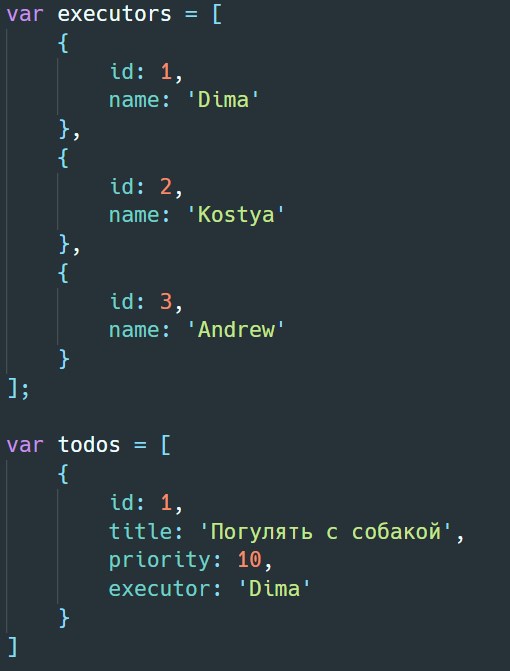 var executors = [
    {
        id: 1,
        name: 'Dima'
    },
    {
        id: 2,
        name: 'Kostya'
    },
    {
        id: 3,
        name: 'Andrew'
    }
];

var todos = [
    {
        id: 1,
        title: 'Погулять с собакой',
        priority: 10,
        executor: 'Dima'
    }
]